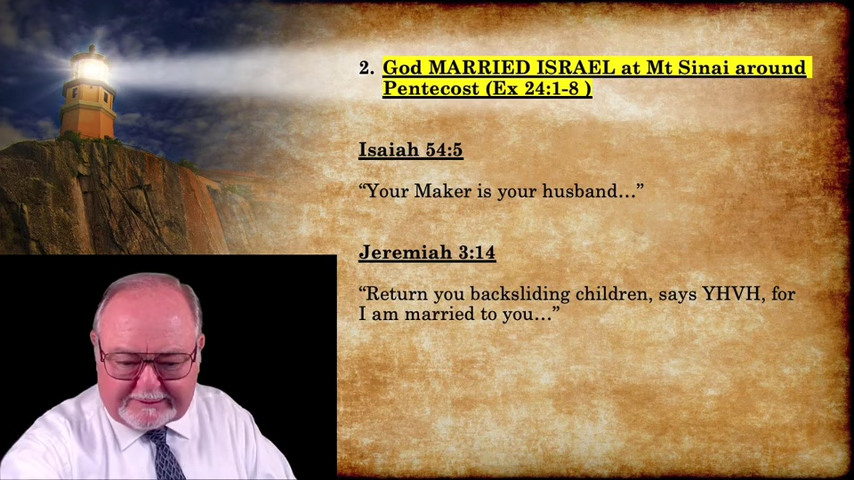 2. God MARRIED ISRAEL at Mt Sinai around
Pentecost (Ex 24:1-8 )
Isaiah 54:5
“Your Maker is your husband…”
Jeremiah 3:14
“Return you backsliding children, says YHVH, for
I am married to you…”